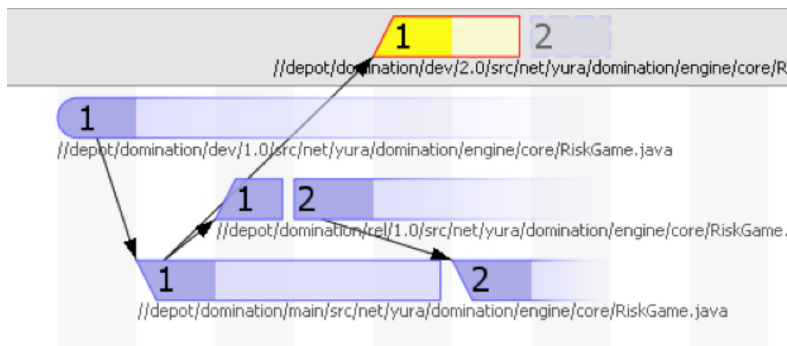 1 2
//depot/domination/dev/2.0/src/net/yura/domination/engine/core/R
1
//depot/domination/dev/1.0/src/net/yura/domination/engine/core/RiskGame.java
1 2
//depot/domination/rel/1.0/src/net/yura/domination/engine/core/RiskGame.
1 2
//depot/domination/main/src/net/yura/domination/engine/core/RiskGame.java